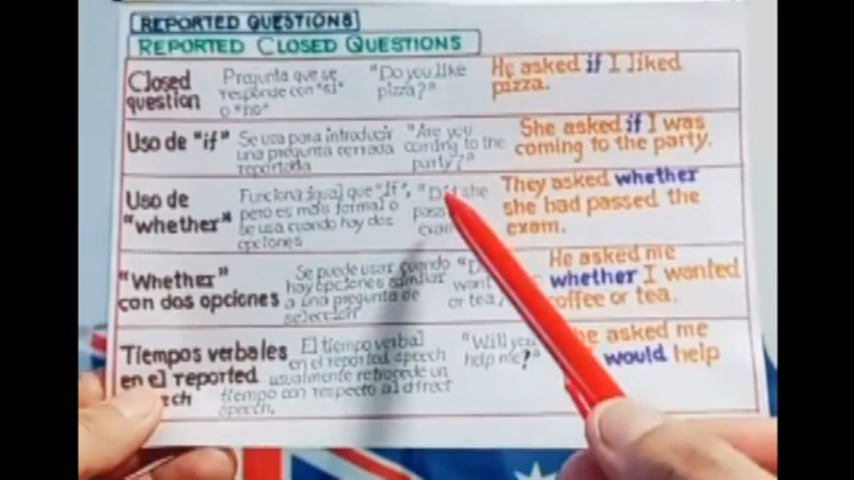 REPORTED QUESTIONS
REPORTED CLOSED QUESTIONS
Closed
question
Pregunta que se
responde con "sí"
o "no"
"Do you like
pizza?"
He asked if I liked
pizza.
Uso de "if"
Se usa para introducir
una pregunta cerrada
reportada
"Are you
coming to the
party?"
She asked if I was
coming to the party.
Uso de
"whether"
Funciona igual que "if",
pero es más formal o
se usa cuando hay dos
opciones
she
They asked whether
she had passed the
exam.
"Whether"
con dos opciones
Se puede usar cuando
hay opciones similar
a una pregunta de
selección
want
or tea?
He asked me
whether I wanted
coffee or tea.
Tiempos verbales
en el reported
El tiempo verbal
en el reported speech
usualmente retrocede un
tiempo con respecto al direct
speech.
"Will you
help me?"
asked me
would help